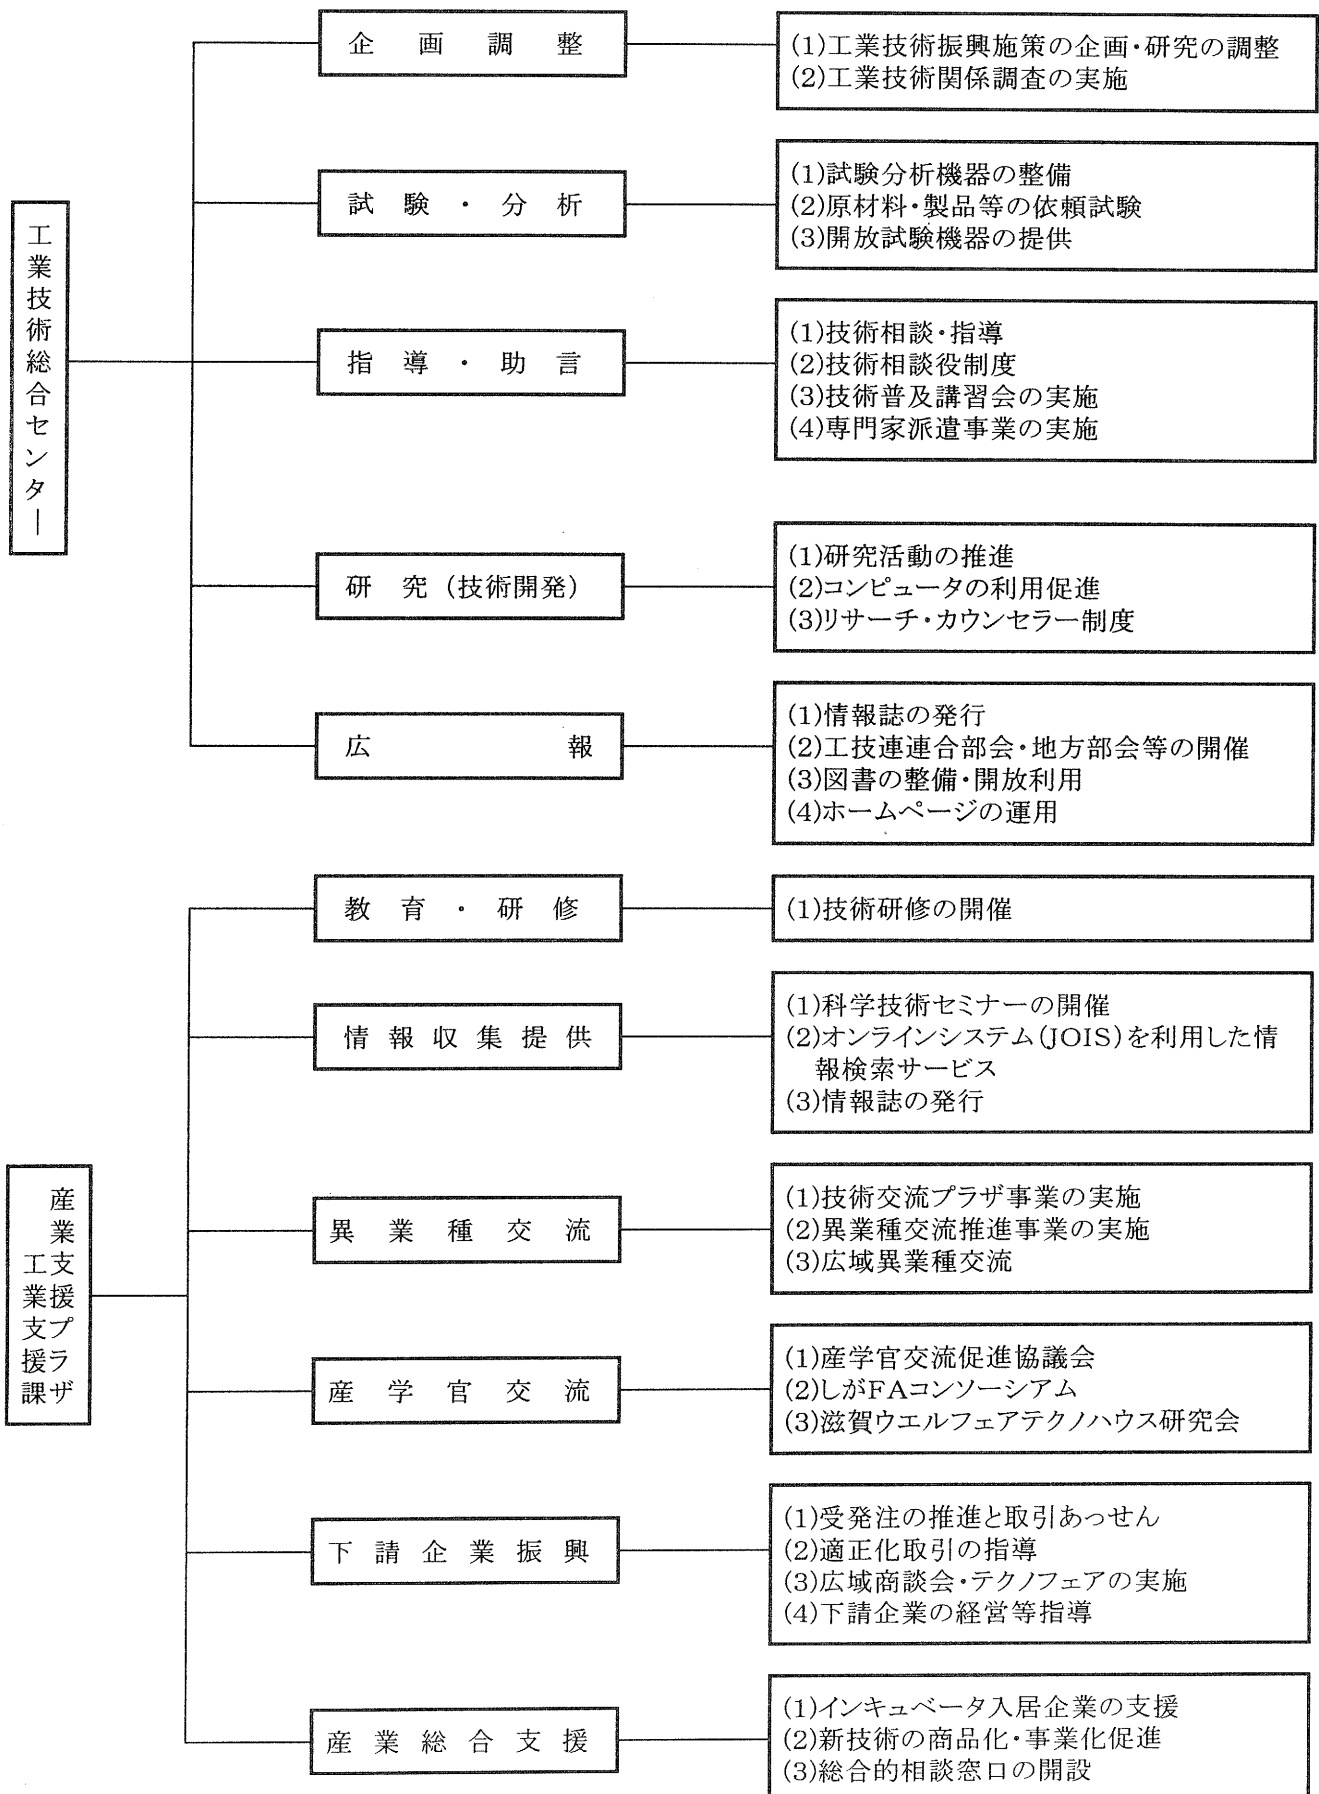 工業技術総合センター
企画調整
(1)工業技術振興施策の企画・研究の調整
(2)工業技術関係調査の実施
試験・分析
(1)試験分析機器の整備
(2)原材料・製品等の依頼試験
(3)開放試験機器の提供
指導・助言
(1)技術相談・指導
(2)技術相談役制度
(3)技術普及講習会の実施
(4)専門家派遣事業の実施
研究(技術開発)
(1)研究活動の推進
(2)コンピュータの利用促進
(3)リサーチ・カウンセラー制度
広報
(1)情報誌の発行
(2)工技連連合部会・地方部会等の開催
(3)図書の整備・開放利用
(4)ホームページの運用
産業支援プラザ
工業支援課
教育・研修
(1)技術研修の開催
情報収集提供
(1)科学技術セミナーの開催
(2)オンラインシステム(JOIS)を利用した情
報検索サービス
(3)情報誌の発行
異業種交流
(1)技術交流プラザ事業の実施
(2)異業種交流推進事業の実施
(3)広域異業種交流
産学官交流
(1)産学官交流促進協議会
(2)しがFAコンソーシアム
(3)滋賀ウエルフェアテクノハウス研究会
下請企業振興
(1)受発注の推進と取引あっせん
(2)適正化取引の指導
(3)広域商談会・テクノフェアの実施
(4)下請企業の経営等指導
産業総合支援
(1)インキュベータ入居企業の支援
(2)新技術の商品化・事業化促進
(3)総合的相談窓口の開設